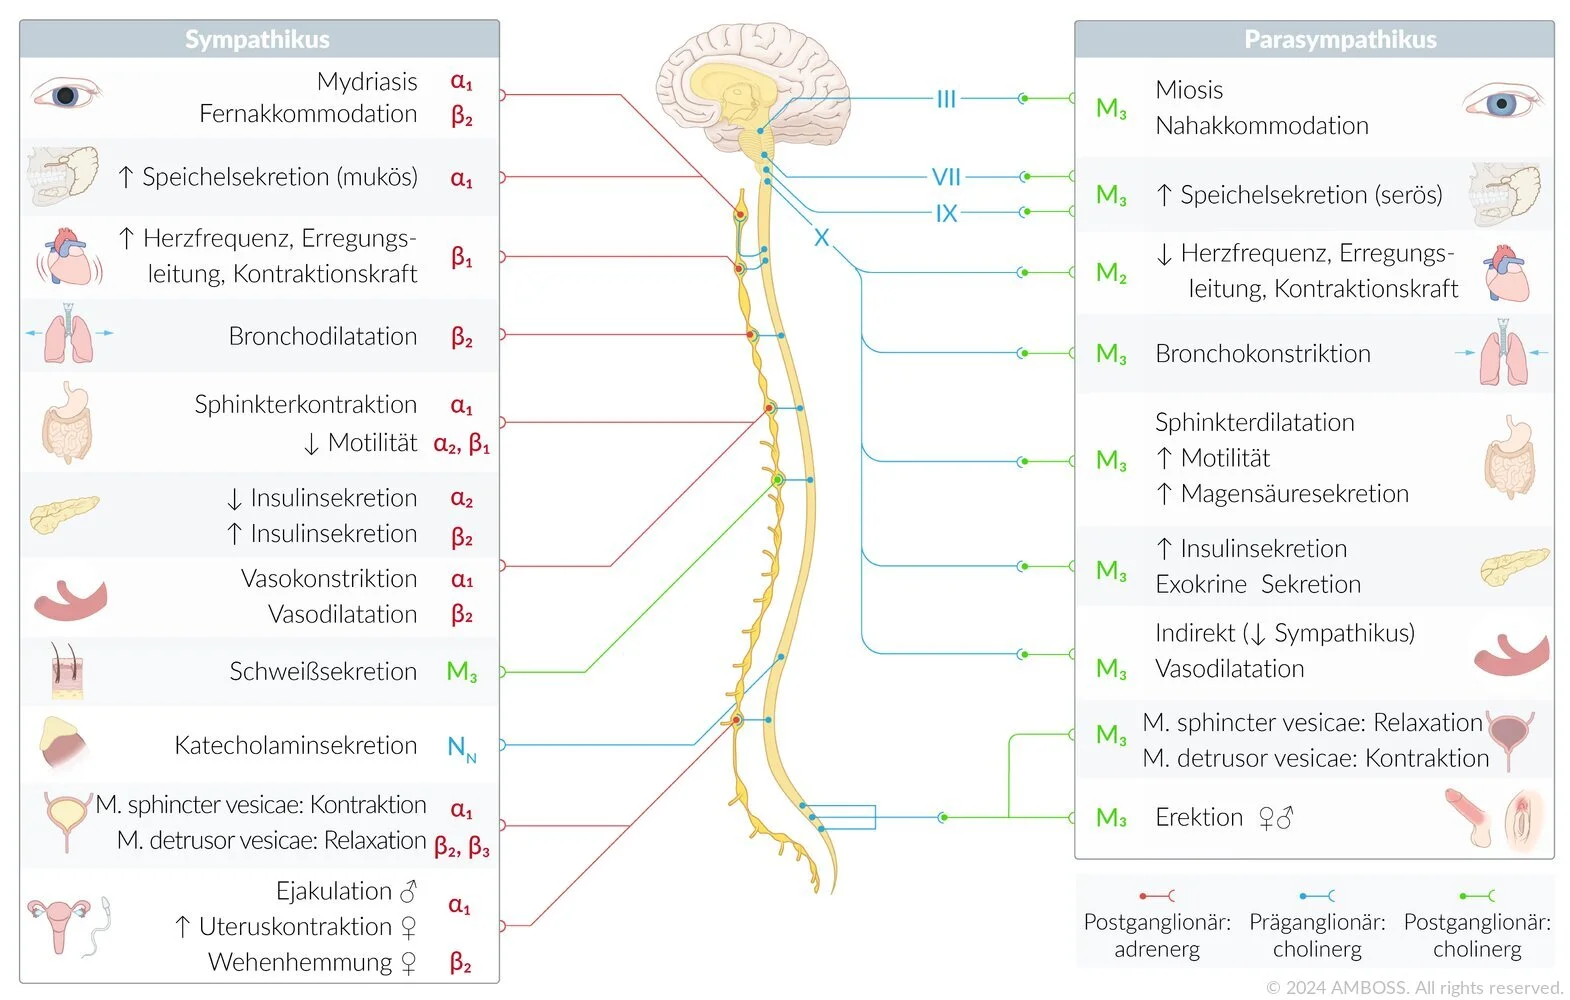 Sympathikus
Mydriasis α₁
Fernakkommodation β₂
↑ Speichelsekretion (mukös) α₁
↑ Herzfrequenz, Erregungs-
leitung, Kontraktionskraft β₁
Bronchodilatation β₂
Sphinkterkontraktion α₁
↓ Motilität α₂, β₁
↓ Insulinsekretion α₂
↑ Insulinsekretion β₂
Vasokonstriktion α₁
Vasodilatation β₂
Schweißsekretion M₃
Katecholaminsekretion N_N
M. sphincter vesicae: Kontraktion α₁
M. detrusor vesicae: Relaxation β₂, β₃
Ejakulation ♂
α₁
↑ Uteruskontraktion ♀
Wehenhemmung ♀ β₂
III
VII
IX
X
Parasympathikus
M₃
Miosis
Nahakkommodation
M₃ ↑ Speichelsekretion (serös)
M₂
↓ Herzfrequenz, Erregungs-
leitung, Kontraktionskraft
M₃ Bronchokonstriktion
Sphinkterdilatation
M₃ ↑ Motilität
↑ Magensäuresekretion
M₃
↑ Insulinsekretion
Exokrine Sekretion
Indirekt (↓ Sympathikus)
M₃ Vasodilatation
M₃
M. sphincter vesicae: Relaxation
M. detrusor vesicae: Kontraktion
M₃ Erektion ♀♂
Postganglionär:
adrenerg
Präganglionär:
cholinerg
Postganglionär:
cholinerg
© 2024 AMBOSS. All rights reserved.